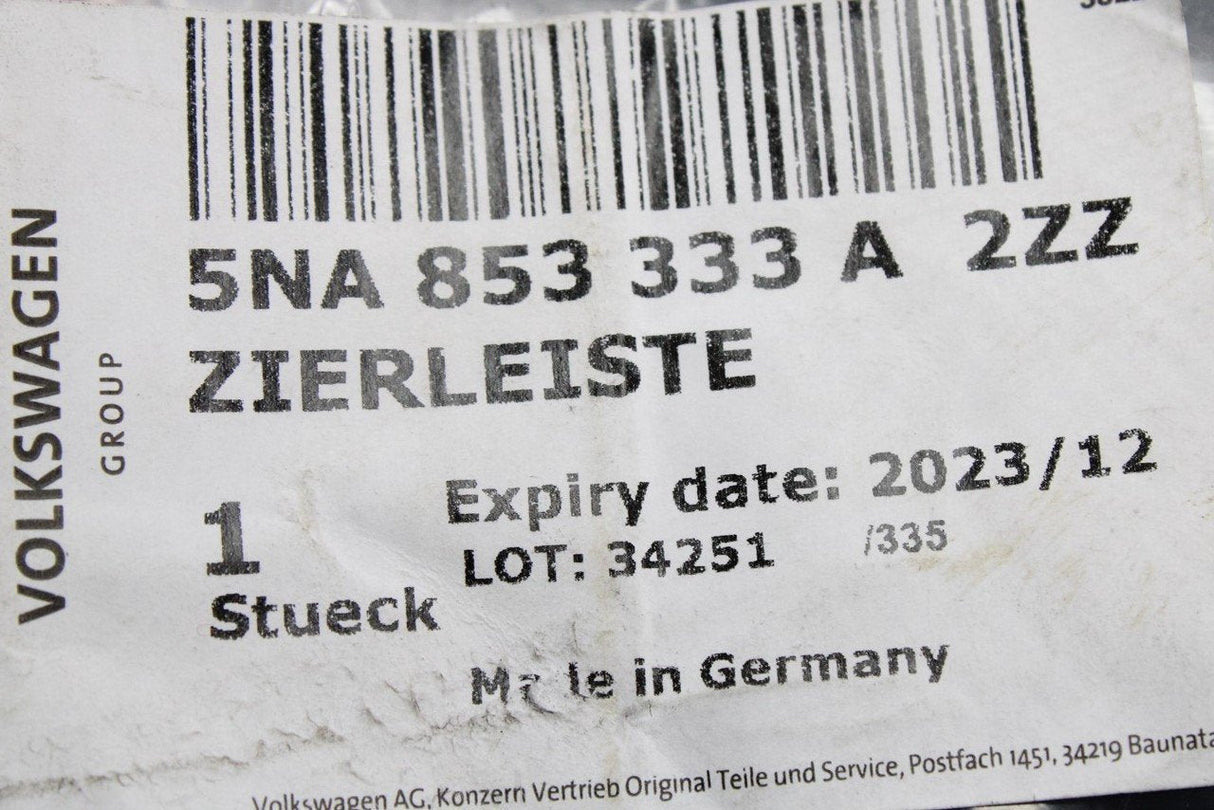 VOLKSWAGEN
GROUP
5NA 853 333 A 2ZZ
ZIERLEISTE
Expiry date: 2023/12
1
LOT: 34251 /335
Stueck
in Germany
Volkswagen AG, Konzern Vertrieb Original Teile und Service, Postfach 1451, 34219 Baunata